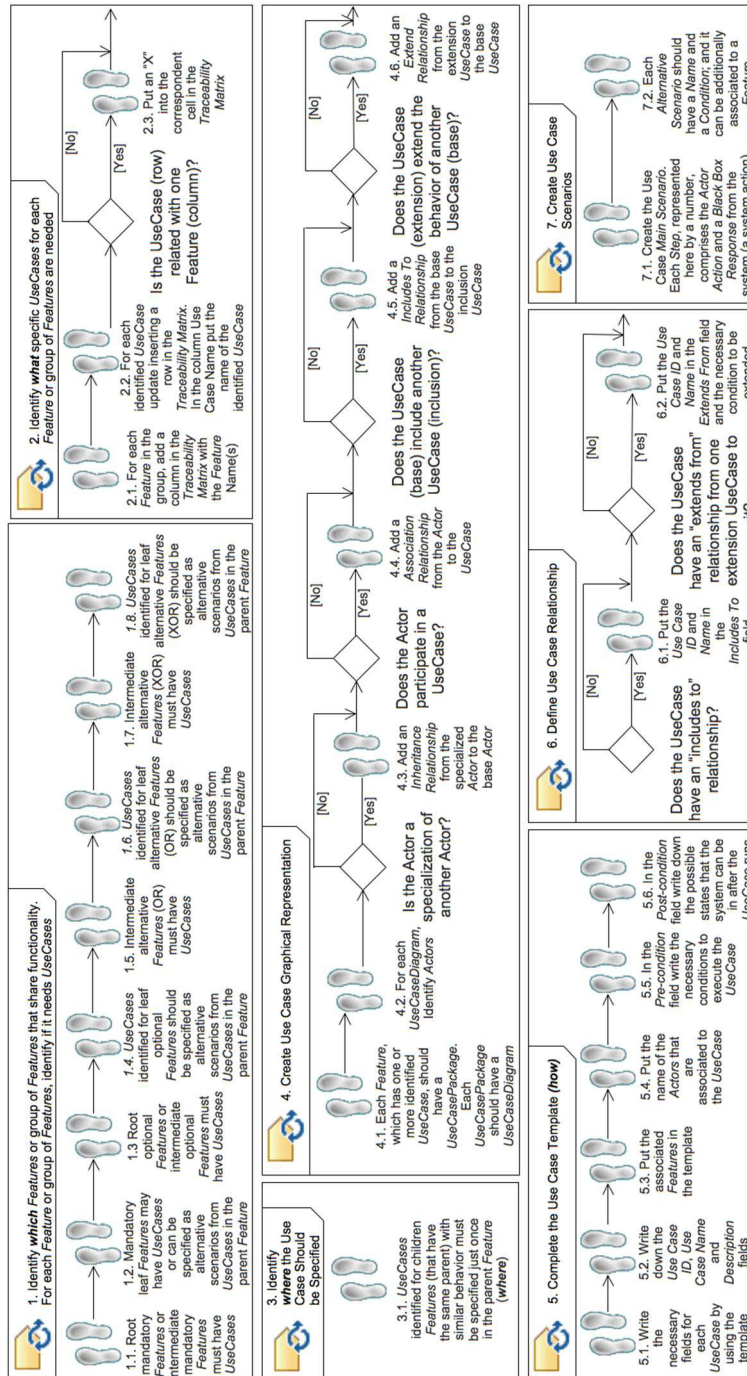 1. Identify which Features or group of Features that share functionality.
For each Feature or group of Features, identify if it needs UseCases
1.1. Root
mandatory
Features or
intermediate
mandatory
Features
must have
UseCases
1.2. Mandatory
leaf Features may
have UseCases
or can be
specified as
alternative
scenarios from
UseCases in the
parent Feature
1.3 Root
optional
Features or
intermediate
optional
Features must
have UseCases
1.4. UseCases
identified for leaf
optional
Features should
be specified as
alternative
scenarios from
UseCases in the
parent Feature
1.5. Intermediate
alternative
Features (OR)
must have
UseCases
1.6. UseCases
identified for leaf
alternative Features
(OR) should be
specified as
alternative
scenarios from
UseCases in the
parent Feature
1.7. Intermediate
alternative
Features (XOR)
must have
UseCases
1.8. UseCases
identified for leaf
alternative Features
(XOR) should be
specified as
alternative
scenarios from
UseCases in the
parent Feature
2. Identify what specific UseCases for each
Feature or group of Features are needed
2.1. For each
Feature in the
group, add a
column in the
Traceability
Matrix with
the Feature
Name(s)
2.2. For each
identified UseCase
update inserting a
row in the
Traceability Matrix.
In the column Use
Case Name put the
name of the
identified UseCase
Is the UseCase (row)
related with one
Feature (column)?
[No]
[Yes]
2.3. Put an "X"
into the
correspondent
cell in the
Traceability
Matrix
3. Identify
where the Use
Case Should
be Specified
3.1. UseCases
identified for children
Features (that have
the same parent) with
similar behavior must
be specified just once
in the parent Feature
(where)
4. Create Use Case Graphical Representation
4.1. Each Feature,
which has one or
more identified
UseCase, should
have a
UseCasePackage.
Each
UseCasePackage
should have a
UseCaseDiagram
4.2. For each
UseCaseDiagram,
Identify Actors
Is the Actor a
specialization of
another Actor?
[No]
[Yes]
4.3. Add an
Inheritance
Relationship
from the
specialized
Actor to the
base Actor
Does the Actor
participate in a
UseCase?
[No]
[Yes]
4.4. Add a
Association
Relationship
from the Actor
to the
UseCase
Does the UseCase
(base) include another
UseCase (inclusion)?
[No]
[Yes]
4.5. Add a
Includes To
Relationship
from the base
UseCase to the
inclusion
UseCase
Does the UseCase
(extension) extend the
behavior of another
UseCase (base)?
[No]
[Yes]
4.6. Add an
Extend
Relationship
from the
extension
UseCase to
the base
UseCase
5. Complete the Use Case Template (how)
5.1. Write
the
necessary
fields for
each
UseCase by
using the
template
5.2. Write
down the
Use Case
ID, Use
Case Name
and
Description
fields
5.3. Put the
associated
Features in
the template
5.4. Put the
name of the
Actors that
are
associated to
the UseCase
5.5. In the
Pre-condition
field write the
necessary
conditions to
execute the
UseCase
5.6. In the
Post-condition
field write down
the possible
states that the
system can be
in after the
UseCase runs
6. Define Use Case Relationship
Does the UseCase
have an "includes to"
relationship?
[No]
[Yes]
6.1. Put the
Use Case
ID and
Name in
the
Includes To
field
Does the UseCase
have an "extends from"
relationship from one
extension UseCase to
[No]
[Yes]
6.2. Put the Use
Case ID and
Name in the
Extends From field
and the necessary
condition to be
extended
7. Create Use Case
Scenarios
7.1. Create the Use
Case Main Scenario.
Each Step, represented
here by a number,
comprises the Actor
Action and a Black Box
Response from the
system (a system action)
7.2. Each
Alternative
Scenario should
have a Name and
a Condition; and it
can be additionally
associated to a
Feature